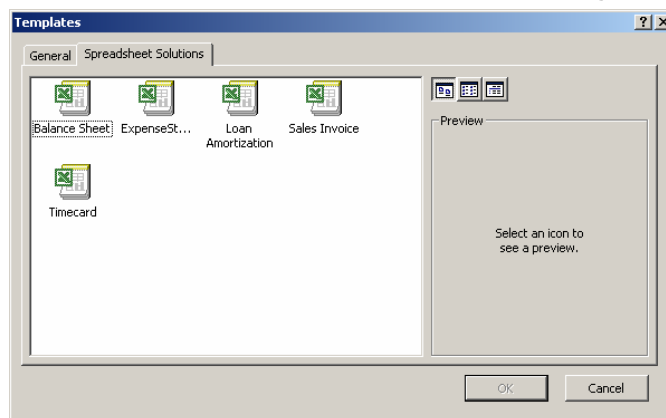 Templates
General Spreadsheet Solutions
Balance Sheet ExpenseSt... Loan Amortization Sales Invoice
Timecard
Preview
Select an icon to
see a preview.
OK Cancel